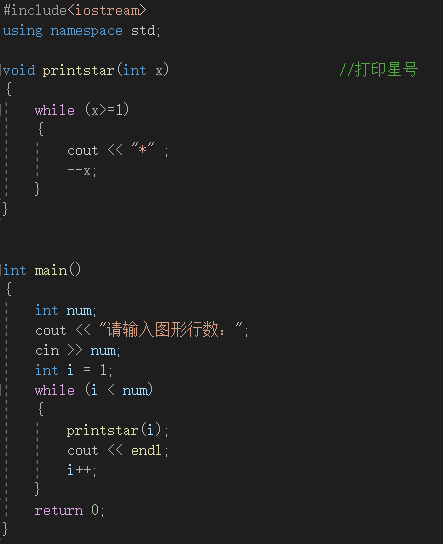 #include<iostream>
using namespace std;
void printstar(int x) //打印星号
{
while (x>=1)
{
cout << "*" ;
--x;
}
}
int main()
{
int num;
cout << "请输入图形行数：";
cin >> num;
int i = 1;
while (i < num)
{
printstar(i);
cout << endl;
i++;
}
return 0;
}